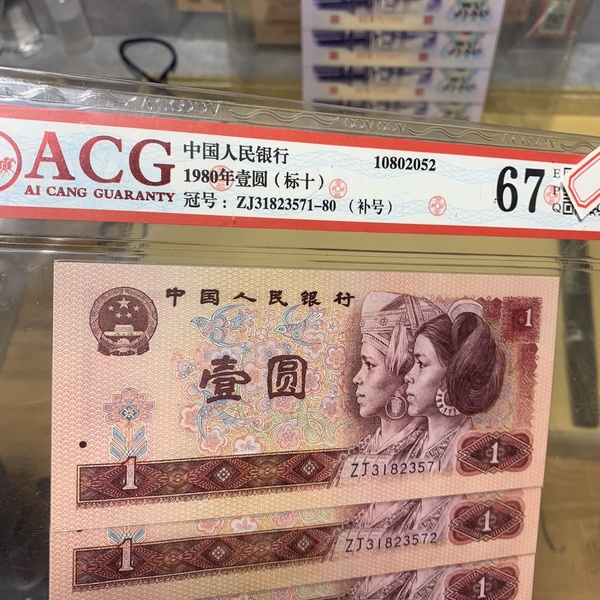 ACG
AI CANG GUARANTY
中国人民银行
10802052
1980年壹圆（标十）
冠号：ZJ31823571-80（补号）
67
E
P
Q
中国人民银行
1
壹圆
ZJ31823571
1
1
ZJ31823572
1
1
1